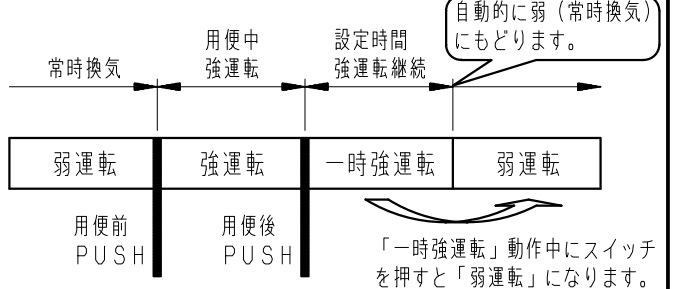 自動的に弱（常時換気）
にもどります。
常時換気
用便中
強運転
設定時間
強運転継続
弱運転
強運転
一時強運転
弱運転
用便前
PUSH
用便後
PUSH
「一時強運転」動作中にスイッチ
を押すと「弱運転」になります。